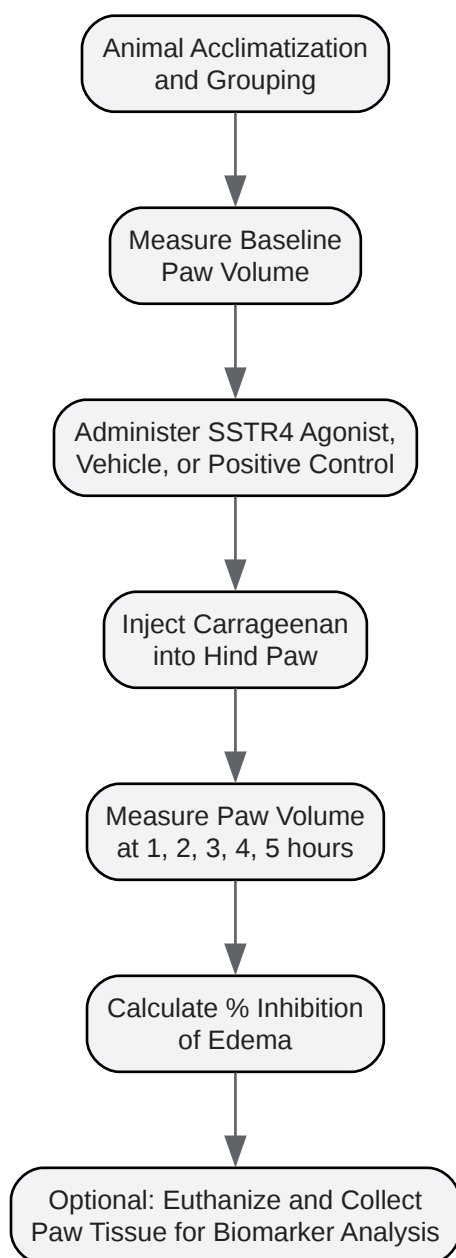 Animal Acclimatization
and Grouping
Measure Baseline
Paw Volume
Administer SSTR4 Agonist,
Vehicle, or Positive Control
Inject Carrageenan
into Hind Paw
Measure Paw Volume
at 1, 2, 3, 4, 5 hours
Calculate % Inhibition
of Edema
Optional: Euthanize and Collect
Paw Tissue for Biomarker Analysis